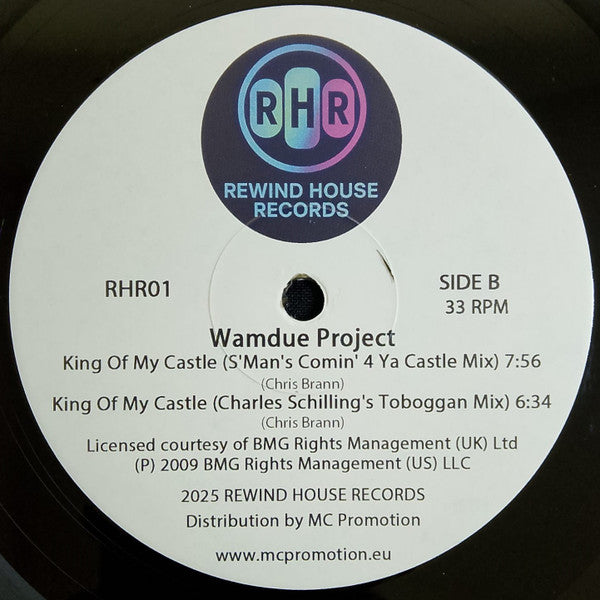 RHR
REWIND HOUSE
RECORDS
RHR01
SIDE B
33 RPM
Wamdue Project
King Of My Castle (S'Man's Comin' 4 Ya Castle Mix) 7:56
(Chris Brann)
King Of My Castle (Charles Schilling's Toboggan Mix) 6:34
(Chris Brann)
Licensed courtesy of BMG Rights Management (UK) Ltd
(P) 2009 BMG Rights Management (US) LLC
2025 REWIND HOUSE RECORDS
Distribution by MC Promotion
www.mcpromotion.eu